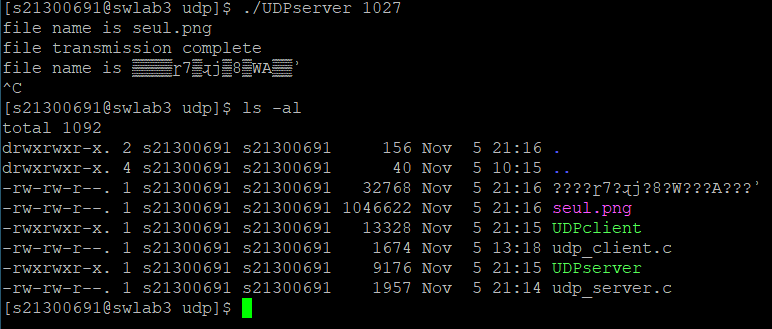 [s21300691@swlab3 udp]$ ./UDPserver 1027
file name is seul.png
file transmission complete
file name is ▒▒▒▒▒ɼ7▒ɻj▒8▒WA▒▒ʾ
^C
[s21300691@swlab3 udp]$ ls -al
total 1092
drwxrwxr-x. 2 s21300691 s21300691     156 Nov  5 21:16 .
drwxrwxr-x. 4 s21300691 s21300691      40 Nov  5 10:15 ..
-rw-rw-r--. 1 s21300691 s21300691   32768 Nov  5 21:16 ????ɼ7?ɻj?8?W???A???ʾ
-rw-rw-r--. 1 s21300691 s21300691 1046622 Nov  5 21:16 seul.png
-rwxrwxr-x. 1 s21300691 s21300691   13328 Nov  5 21:15 UDPclient
-rw-rw-r--. 1 s21300691 s21300691    1674 Nov  5 13:18 udp_client.c
-rwxrwxr-x. 1 s21300691 s21300691    9176 Nov  5 21:15 UDPserver
-rw-rw-r--. 1 s21300691 s21300691    1957 Nov  5 21:14 udp_server.c
[s21300691@swlab3 udp]$